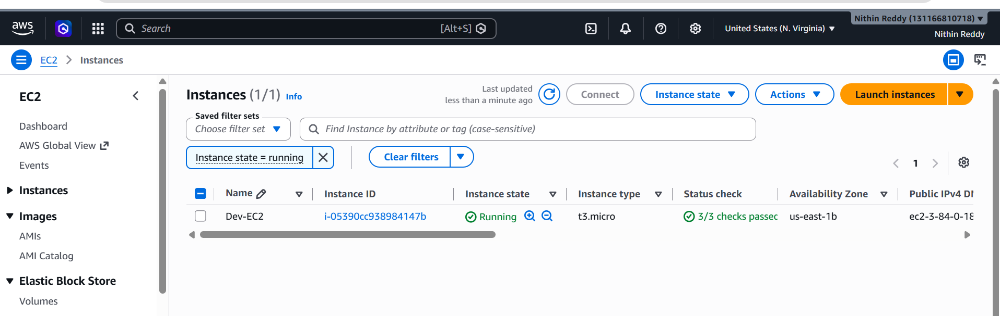 aws
Search
[Alt+S]
United States (N. Virginia)
Nithin Reddy (131166810718)
Nithin Reddy
EC2
Instances
EC2
Dashboard
AWS Global View
Events
Instances
Images
AMIs
AMI Catalog
Elastic Block Store
Volumes
Instances (1/1) Info
Last updated
less than a minute ago
Connect
Instance state
Actions
Launch instances
Saved filter sets
Choose filter set
Find Instance by attribute or tag (case-sensitive)
Instance state = running
Clear filters
1
Name Instance ID Instance state Instance type Status check Availability Zone Public IPv4 
Dev-EC2 i-05390cc938984147b Running t3.micro 3/3 checks passec us-east-1b ec2-3-84-0-18